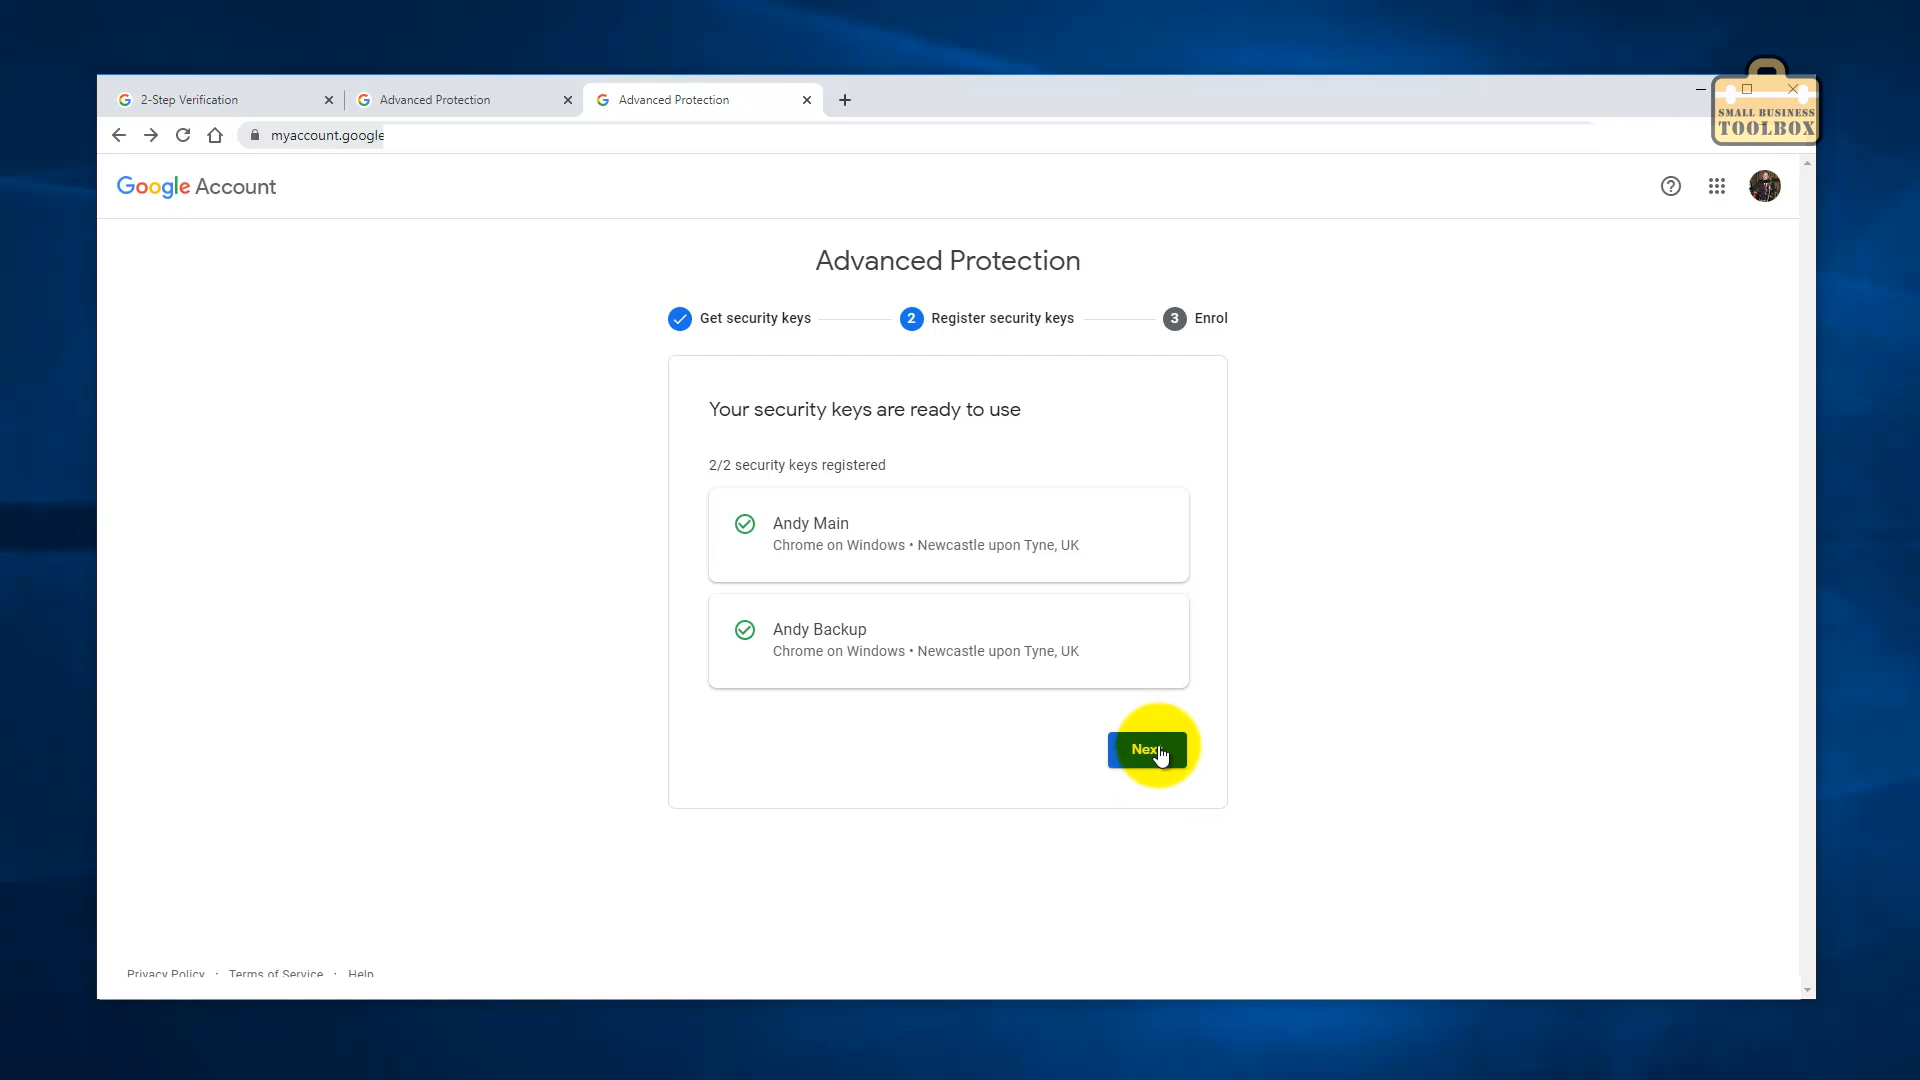 2-Step Verification
Advanced Protection
Advanced Protection
SMALL BUSINESS
TOOLBOX
myaccount.google
Google Account
Advanced Protection
Get security keys
2 Register security keys
3 Enrol
Your security keys are ready to use
2/2 security keys registered
Andy Main
Chrome on Windows • Newcastle upon Tyne, UK
Andy Backup
Chrome on Windows • Newcastle upon Tyne, UK
Next
Privacy Policy · Terms of Service · Help